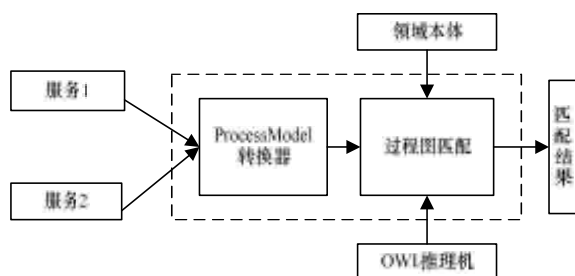 领域本体
服务1
ProcessModel
转换器
过程图匹配
匹配结果
服务2
OWL推理机